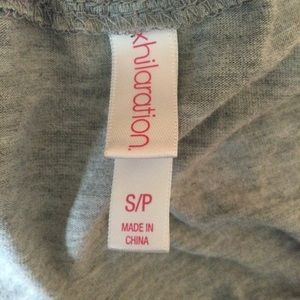 xhilaration.
S/P
MADE IN
CHINA